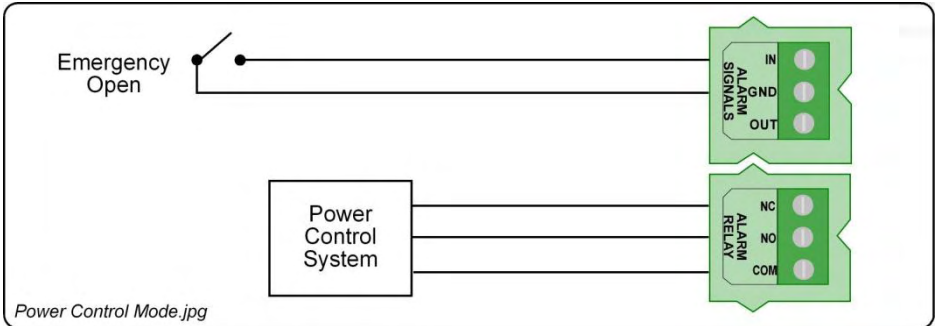 Emergency
Open
IN
GND
OUT
ALARM
SIGNALS
Power
Control
System
NC
NO
COM
ALARM
RELAY
Power Control Mode.jpg